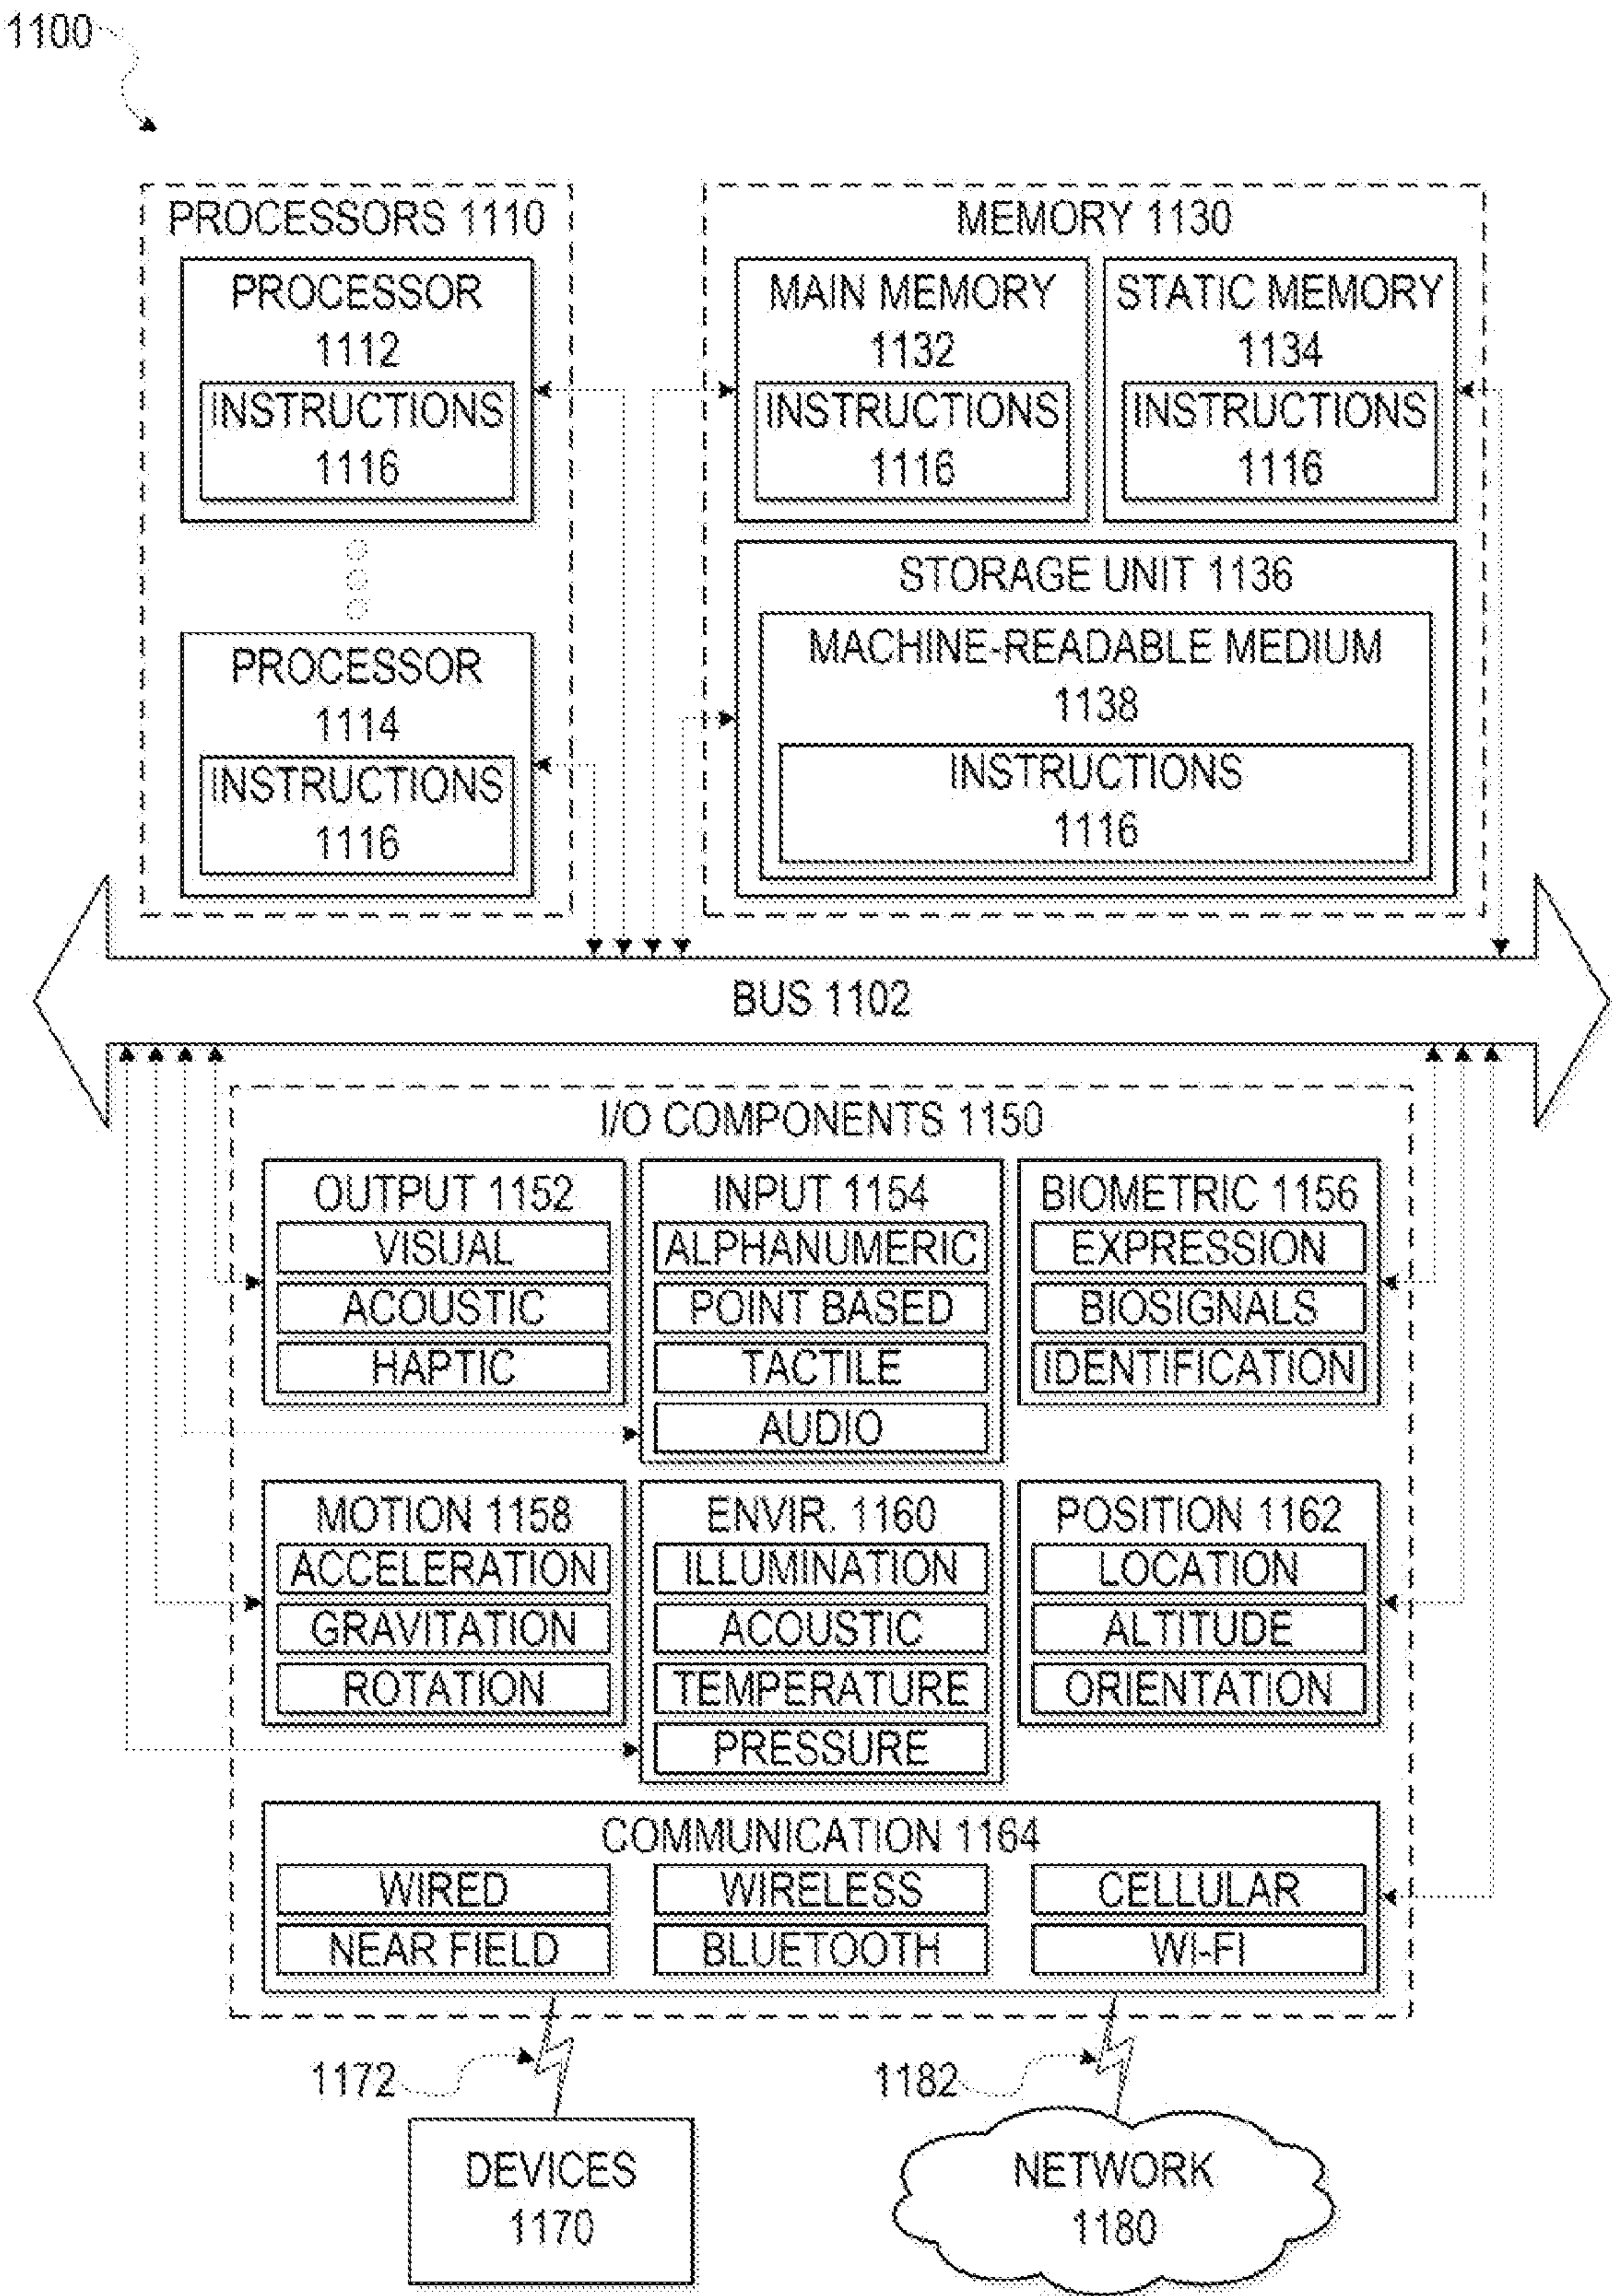 1100
PROCESSORS 1110
PROCESSOR
1112
INSTRUCTIONS
1116
PROCESSOR
1114
INSTRUCTIONS
1116
MEMORY 1130
MAIN MEMORY
1132
INSTRUCTIONS
1116
STATIC MEMORY
1134
INSTRUCTIONS
1116
STORAGE UNIT 1136
MACHINE-READABLE MEDIUM
1138
INSTRUCTIONS
1116
BUS 1102
I/O COMPONENTS 1150
OUTPUT 1152
VISUAL
ACOUSTIC
HAPTIC
INPUT 1154
ALPHANUMERIC
POINT BASED
TACTILE
AUDIO
BIOMETRIC 1156
EXPRESSION
BIOSIGNALS
IDENTIFICATION
MOTION 1158
ACCELERATION
GRAVITATION
ROTATION
ENVIR. 1160
ILLUMINATION
ACOUSTIC
TEMPERATURE
PRESSURE
POSITION 1162
LOCATION
ALTITUDE
ORIENTATION
COMMUNICATION 1164
WIRED
WIRELESS
CELLULAR
NEAR FIELD
BLUETOOTH
WI-FI
1172
1182
DEVICES
1170
NETWORK
1180